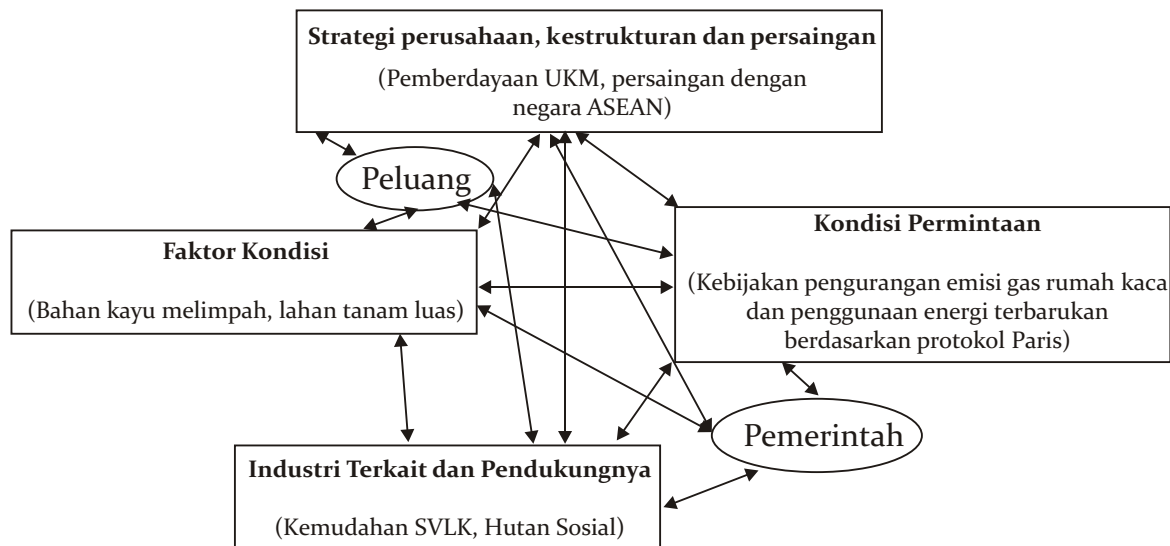 Strategi perusahaan, kestrukturan dan persaingan
(Pemberdayaan UKM, persaingan dengan
negara ASEAN)
Peluang
Faktor Kondisi
(Bahan kayu melimpah, lahan tanam luas)
Kondisi Permintaan
(Kebijakan pengurangan emisi gas rumah kaca
dan penggunaan energi terbarukan
berdasarkan protokol Paris)
Pemerintah
Industri Terkait dan Pendukungnya
(Kemudahan SVLK, Hutan Sosial)